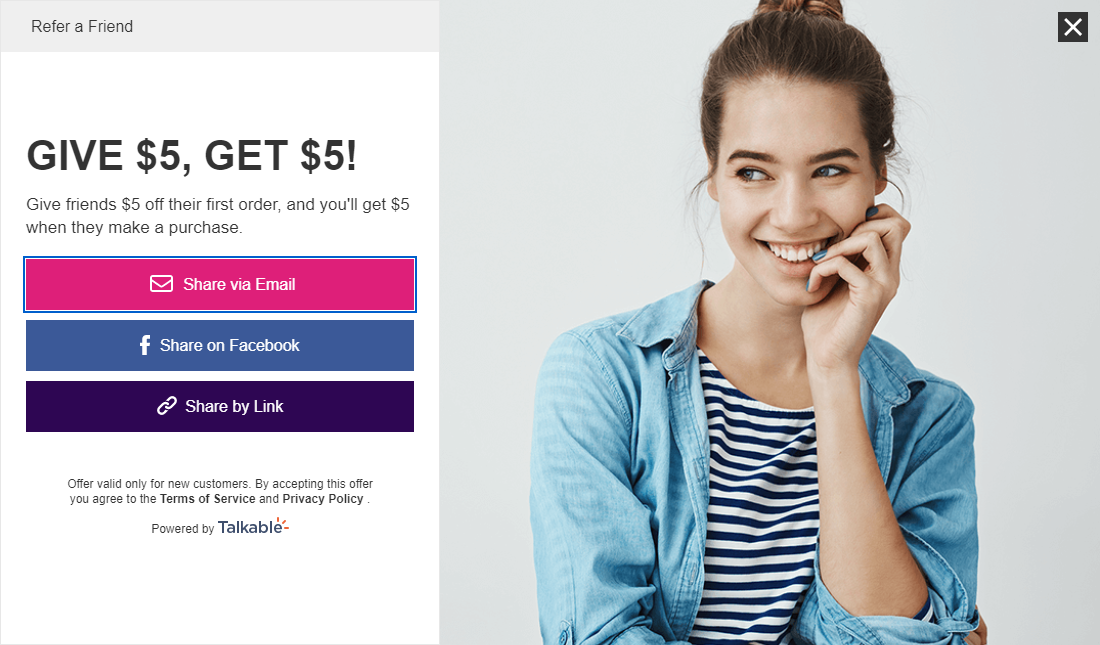 Refer a Friend
GIVE $5, GET $5!
Give friends $5 off their first order, and you'll get $5
when they make a purchase.
Share via Email
Share on Facebook
Share by Link
Offer valid only for new customers. By accepting this offer
you agree to the Terms of Service and Privacy Policy .
Powered by Talkable